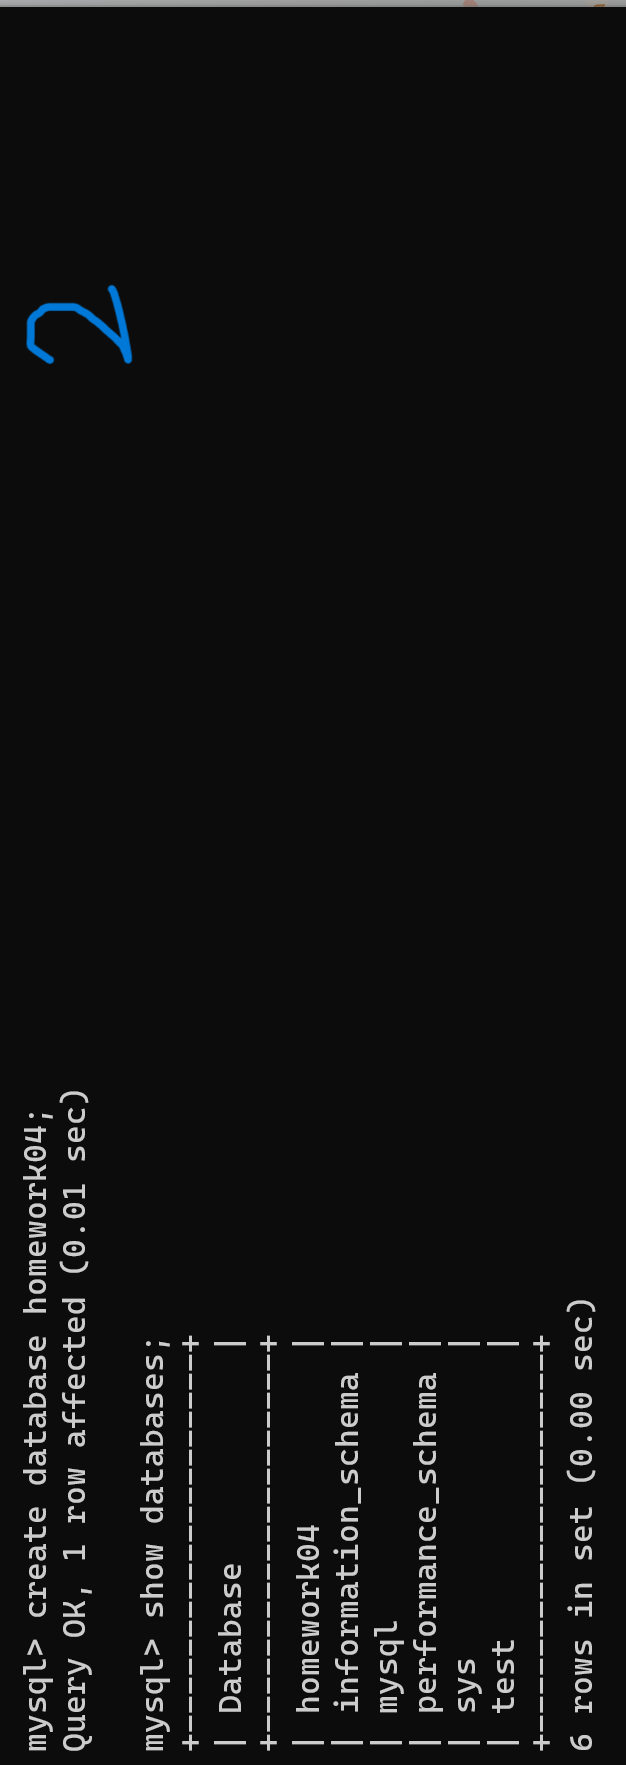 mysql> create database homework04;
Query OK, 1 row affected (0.01 sec)
2
mysql> show databases;
+--------------------+
| Database           |
+--------------------+
| homework04         |
| information_schema |
| mysql              |
| performance_schema |
| sys                |
| test               |
+--------------------+
6 rows in set (0.00 sec)